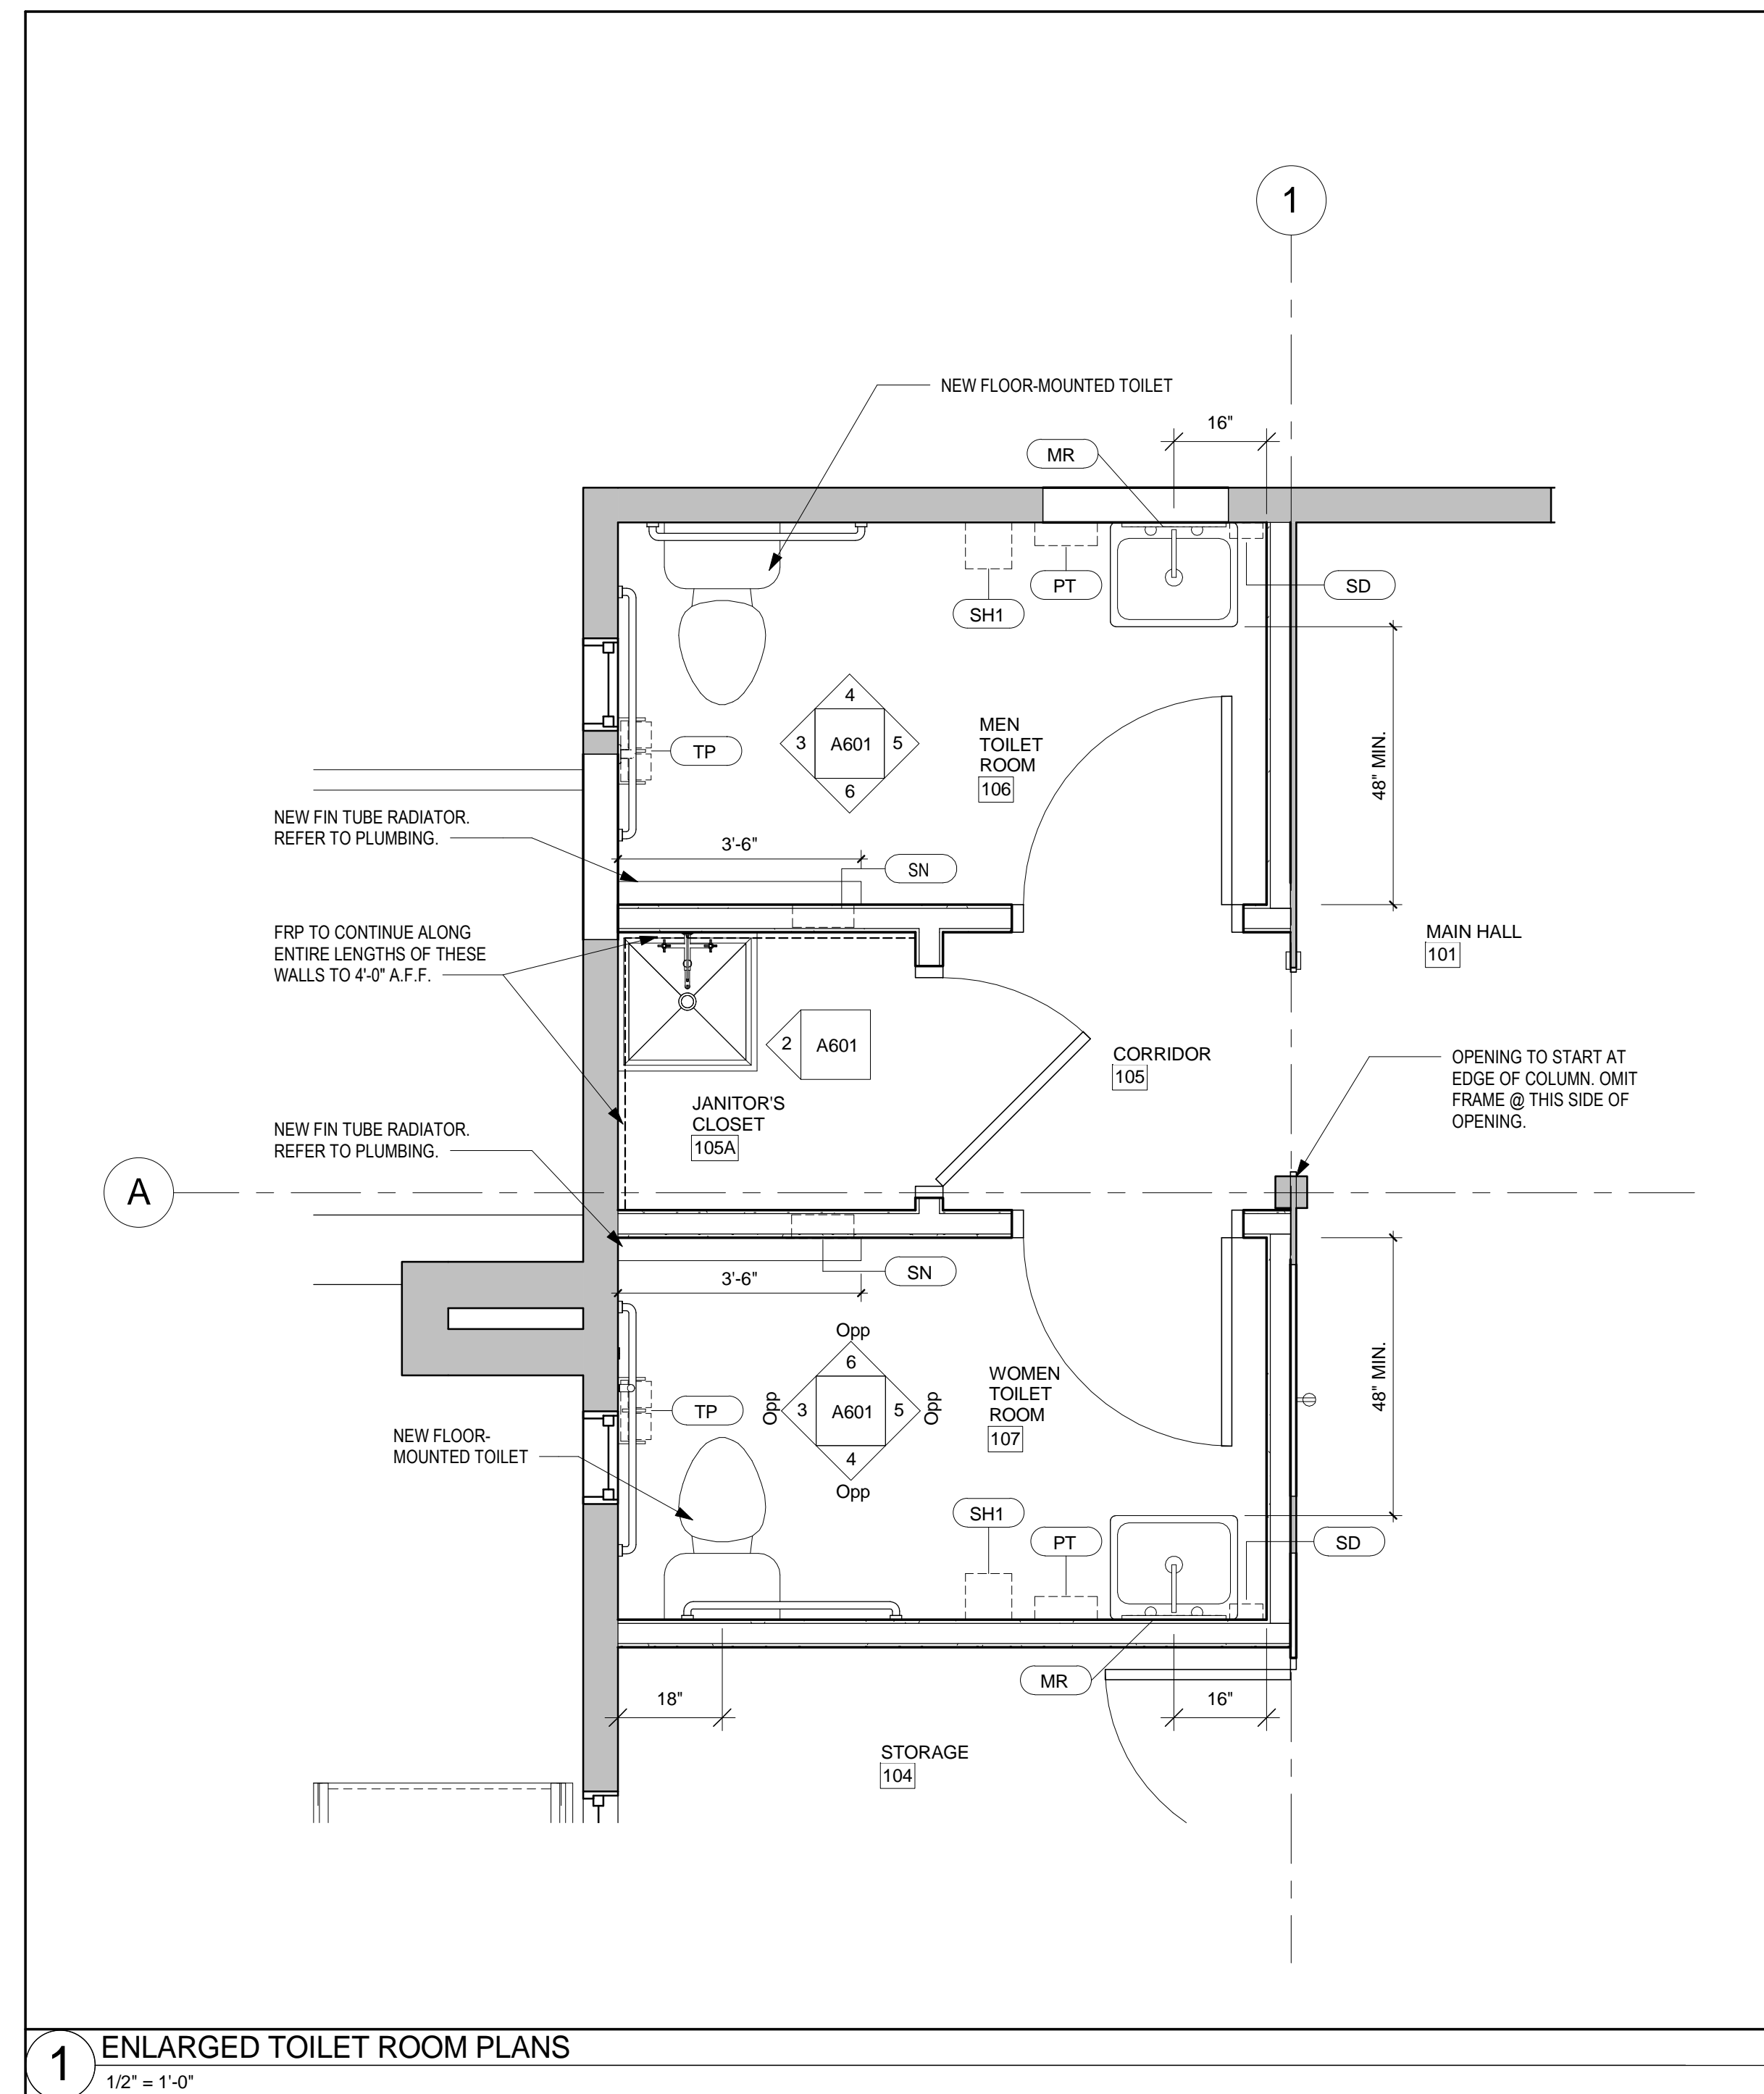 1
NEW FLOOR-MOUNTED TOILET
16"
MR
SH1
PT
SD
4
3
A601
5
6
MEN
TOILET
ROOM
106
TP
48" MIN.
NEW FIN TUBE RADIATOR.
REFER TO PLUMBING.
3'-6"
SN
FRP TO CONTINUE ALONG
ENTIRE LENGTHS OF THESE
WALLS TO 4'-0" A.F.F.
MAIN HALL
101
2
A601
CORRIDOR
105
OPENING TO START AT
EDGE OF COLUMN. OMIT
FRAME @ THIS SIDE OF
OPENING.
JANITOR'S
CLOSET
105A
NEW FIN TUBE RADIATOR.
REFER TO PLUMBING.
A
3'-6"
SN
Opp
6
Opp
3
A601
5
Opp
4
Opp
WOMEN
TOILET
ROOM
107
48" MIN.
TP
NEW FLOOR-
MOUNTED TOILET
SH1
PT
SD
MR
18"
16"
STORAGE
104
1
ENLARGED TOILET ROOM PLANS
1/2" = 1'-0"